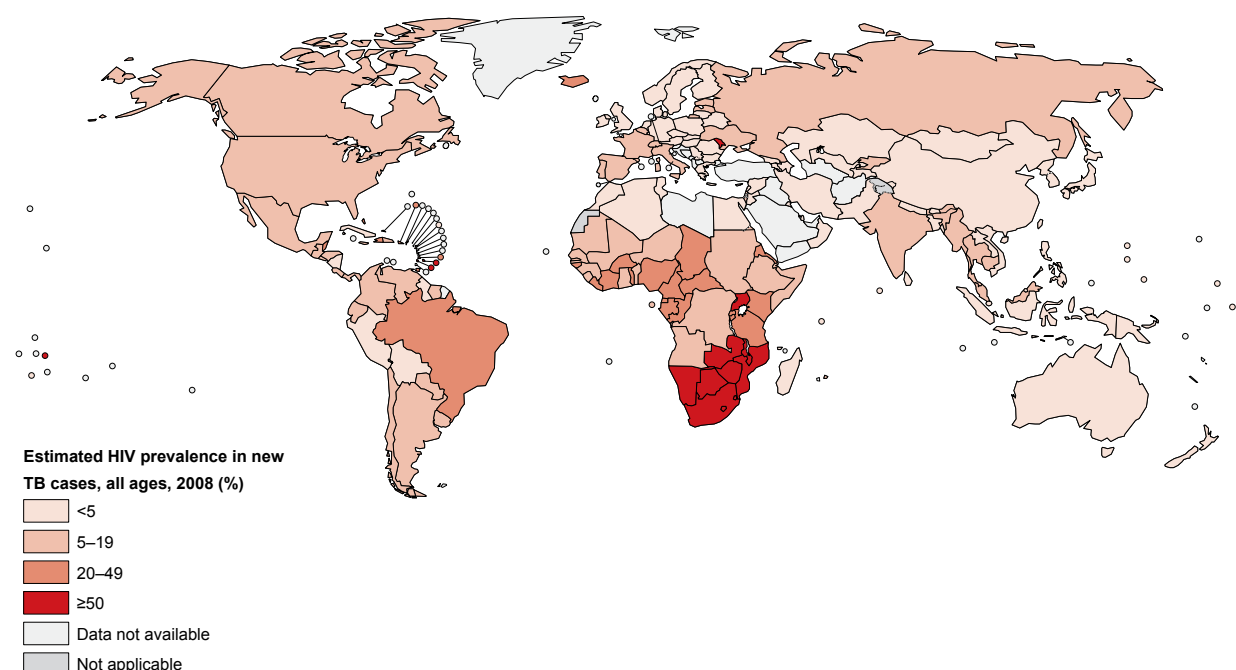 Estimated HIV prevalence in new
TB cases, all ages, 2008 (%)
<5
5–19
20–49
≥50
Data not available
Not applicable